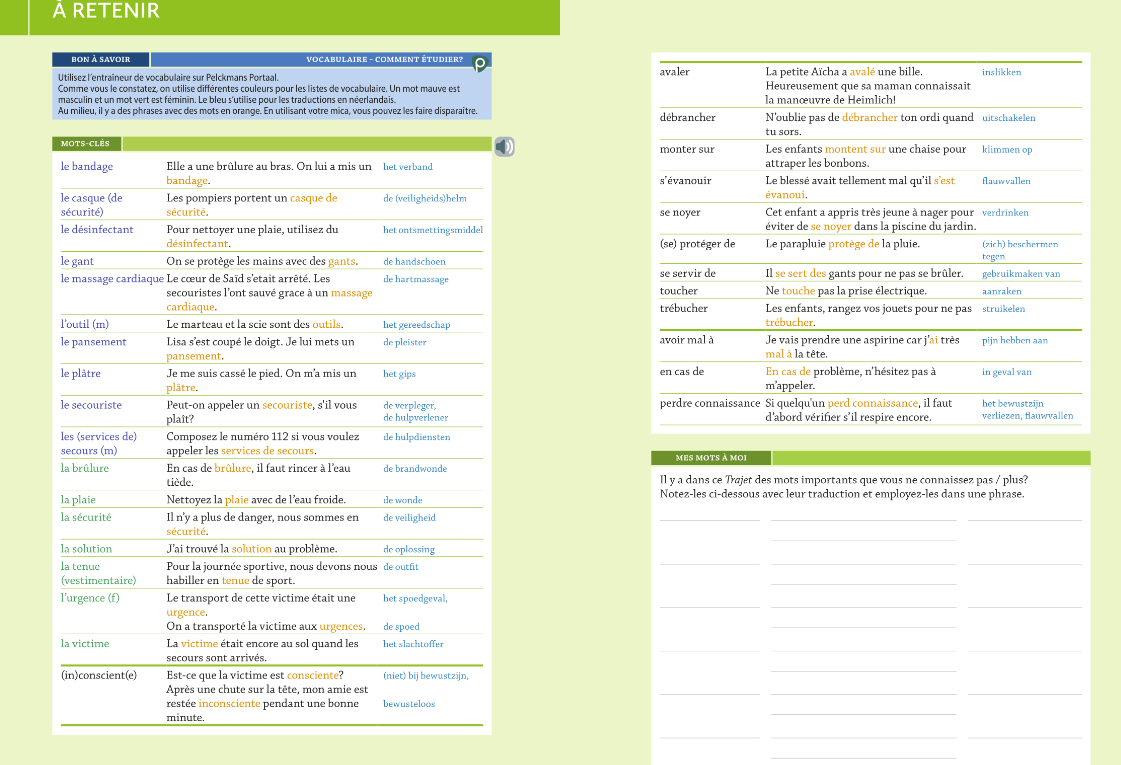 À RETENIR
BON À SAVOIR
VOCABULAIRE - COMMENT ÉTUDIER?
Utilisez l'entraîneur de vocabulaire sur Pelckmans Portaal.
Comme vous le constatez, on utilise différentes couleurs pour les listes de vocabulaire. Un mot mauve est
masculin et un mot vert est féminin. Le bleu s'utilise pour les traductions en néerlandais.
Au milieu, il y a des phrases avec des mots en orange. En utilisant votre mica, vous pouvez les faire disparaître.
MOTS-CLÉS
le bandage Elle a une brûlure au bras. On lui a mis un het verband
bandage.
le casque (de Les pompiers portent un casque de de (veiligheids)helm
sécurité) sécurité.
le désinfectant Pour nettoyer une plaie, utilisez du het ontsmettingsmiddel
désinfectant.
le gant On se protège les mains avec des gants. de handschoen
le massage cardiaque Le cœur de Saïd s'etait arrêté. Les de hartmassage
secouristes l'ont sauvé grace à un massage
cardiaque.
l'outil (m) Le marteau et la scie sont des outils. het gereedschap
le pansement Lisa s'est coupé le doigt. Je lui mets un de pleister
pansement.
le plâtre Je me suis cassé le pied. On m'a mis un het gips
plâtre.
le secouriste Peut-on appeler un secouriste, s'il vous de verpleger,
plaît? de hulpverlener
les (services de) Composez le numéro 112 si vous voulez de hulpdiensten
secours (m) appeler les services de secours.
la brûlure En cas de brûlure, il faut rincer à l'eau de brandwonde
tiède.
la plaie Nettoyez la plaie avec de l'eau froide. de wonde
la sécurité Il n'y a plus de danger, nous sommes en de veiligheid
sécurité.
la solution J'ai trouvé la solution au problème. de oplossing
la tenue Pour la journée sportive, nous devons nous de outfit
(vestimentaire) habiller en tenue de sport.
l'urgence (f) Le transport de cette victime était une het spoedgeval,
urgence.
On a transporté la victime aux urgences. de spoed
la victime La victime était encore au sol quand les het slachtoffer
secours sont arrivés.
(in)conscient(e) Est-ce que la victime est consciente? (niet) bij bewustzijn,
Après une chute sur la tête, mon amie est
restée inconsciente pendant une bonne bewusteloos
minute.
avaler La petite Aïcha a avalé une bille. inslikken
Heureusement que sa maman connaissait
la manœuvre de Heimlich!
débrancher N'oublie pas de débrancher ton ordi quand uitschakelen
tu sors.
monter sur Les enfants montent sur une chaise pour klimmen op
attraper les bonbons.
s'évanouir Le blessé avait tellement mal qu'il s'est flauwvallen
évanoui.
se noyer Cet enfant a appris très jeune à nager pour verdrinken
éviter de se noyer dans la piscine du jardin.
(se) protéger de Le parapluie protège de la pluie. (zich) beschermen
tegen
se servir de Il se sert des gants pour ne pas se brûler. gebruikmaken van
toucher Ne touche pas la prise électrique. aanraken
trébucher Les enfants, rangez vos jouets pour ne pas struikelen
trébucher.
avoir mal à Je vais prendre une aspirine car j'ai très pijn hebben aan
mal à la tête.
en cas de En cas de problème, n'hésitez pas à in geval van
m'appeler.
perdre connaissance Si quelqu'un perd connaissance, il faut het bewustzijn
d'abord vérifier s'il respire encore. verliezen, flauwvallen
MES MOTS À MOI
Il y a dans ce Trajet des mots importants que vous ne connaissez pas / plus?
Notez-les ci-dessous avec leur traduction et employez-les dans une phrase.